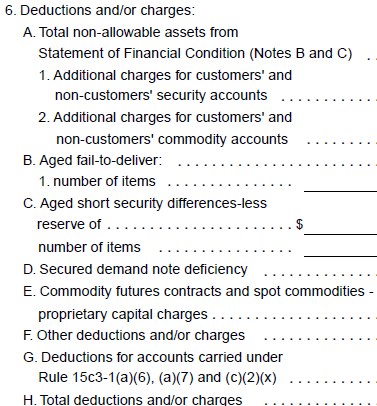 6. Deductions and/or charges:
A. Total non-allowable assets from
Statement of Financial Condition (Notes B and C) . .
1. Additional charges for customers' and
non-customers' security accounts . . . . . . . . . . . .
2. Additional charges for customers' and
non-customers' commodity accounts . . . . . . . . .
B. Aged fail-to-deliver: . . . . . . . . . . . . . . . . . . . . . . . .
1. number of items . . . . . . . . . . . . . . .
C. Aged short security differences-less
reserve of . . . . . . . . . . . . . . . . . . . . . . . $
number of items . . . . . . . . . . . . . . . .
D. Secured demand note deficiency . . . . . . . . . . . . .
E. Commodity futures contracts and spot commodities -
proprietary capital charges . . . . . . . . . . . . . . . . . . . .
F. Other deductions and/or charges . . . . . . . . . . . . .
G. Deductions for accounts carried under
Rule 15c3-1(a)(6), (a)(7) and (c)(2)(x) . . . . . . . . . .
H. Total deductions and/or charges . . . . . . . . . . . . .